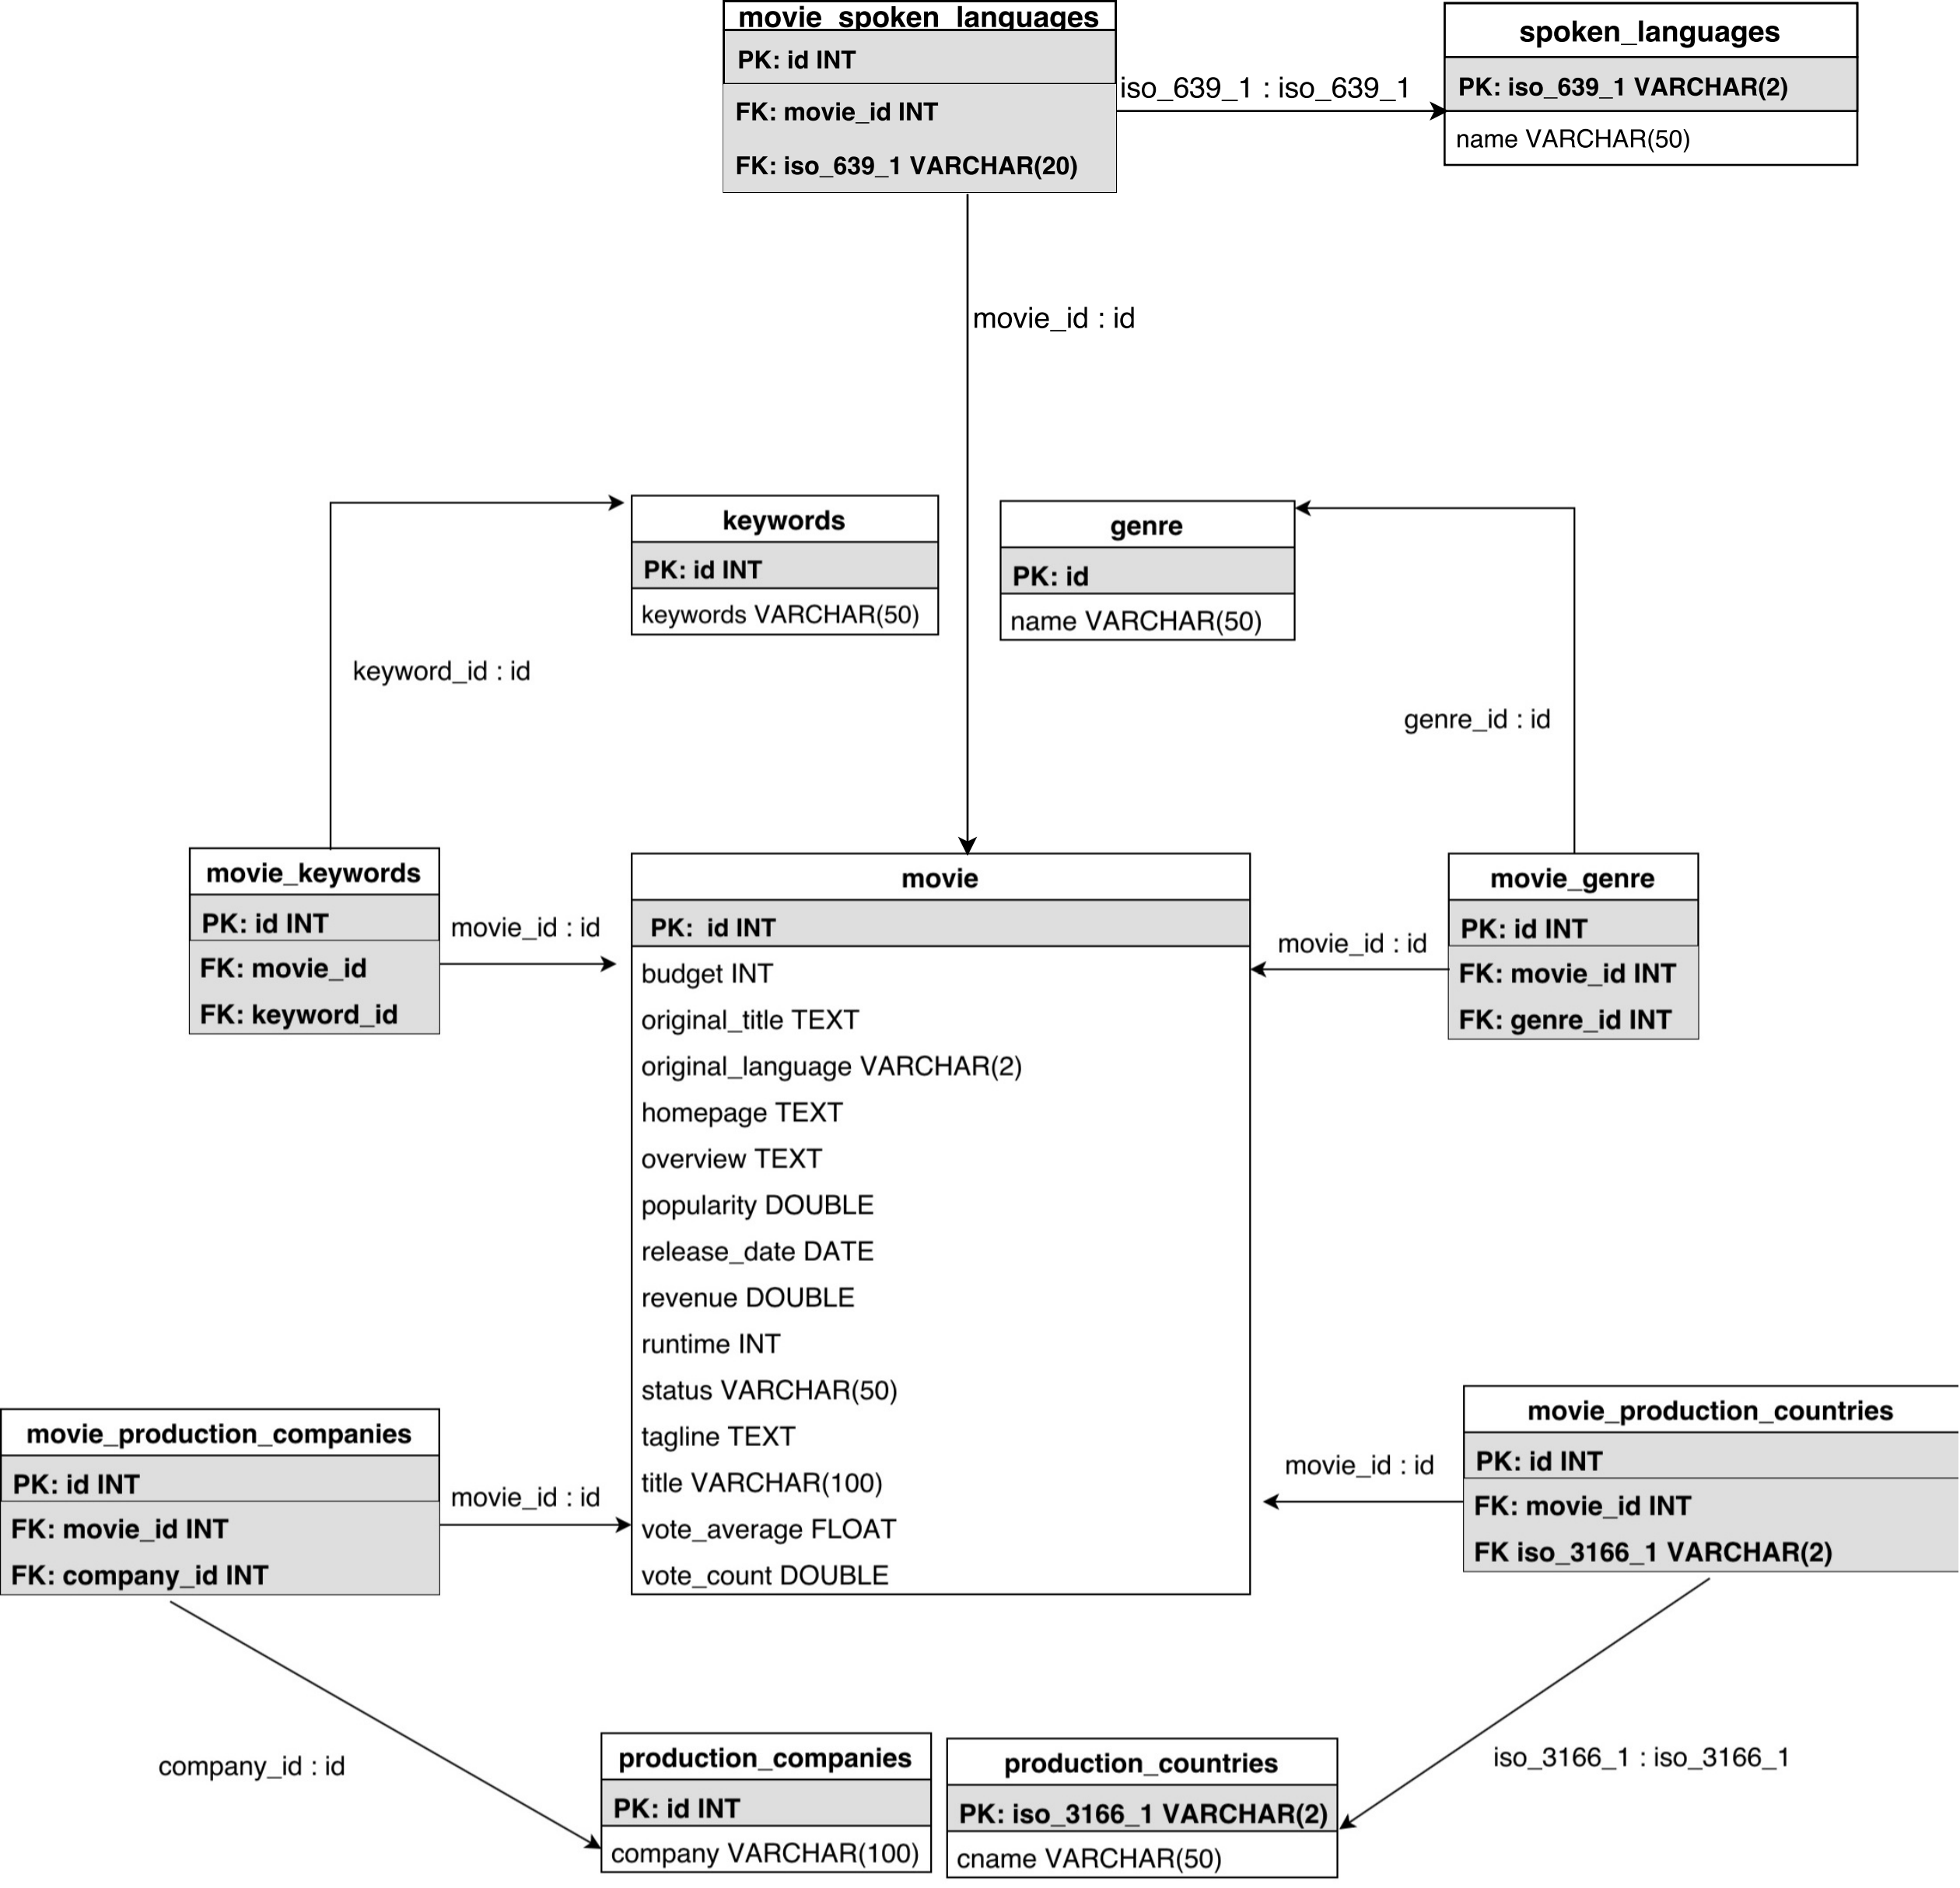 movie_spoken_languages
PK: id INT
FK: movie_id INT
FK: iso_639_1 VARCHAR(20)
iso_639_1 : iso_639_1
spoken_languages
PK: iso_639_1 VARCHAR(2)
name VARCHAR(50)
movie_id : id
keywords
PK: id INT
keywords VARCHAR(50)
genre
PK: id
name VARCHAR(50)
keyword_id : id
genre_id : id
movie_keywords
PK: id INT
FK: movie_id
FK: keyword_id
movie_id : id
movie
PK: id INT
budget INT
original_title TEXT
original_language VARCHAR(2)
homepage TEXT
overview TEXT
popularity DOUBLE
release_date DATE
revenue DOUBLE
runtime INT
status VARCHAR(50)
tagline TEXT
title VARCHAR(100)
vote_average FLOAT
vote_count DOUBLE
movie_id : id
movie_genre
PK: id INT
FK: movie_id INT
FK: genre_id INT
movie_production_companies
PK: id INT
FK: movie_id INT
FK: company_id INT
movie_id : id
movie_id : id
movie_production_countries
PK: id INT
FK: movie_id INT
FK iso_3166_1 VARCHAR(2)
company_id : id
production_companies
PK: id INT
company VARCHAR(100)
production_countries
PK: iso_3166_1 VARCHAR(2)
cname VARCHAR(50)
iso_3166_1 : iso_3166_1